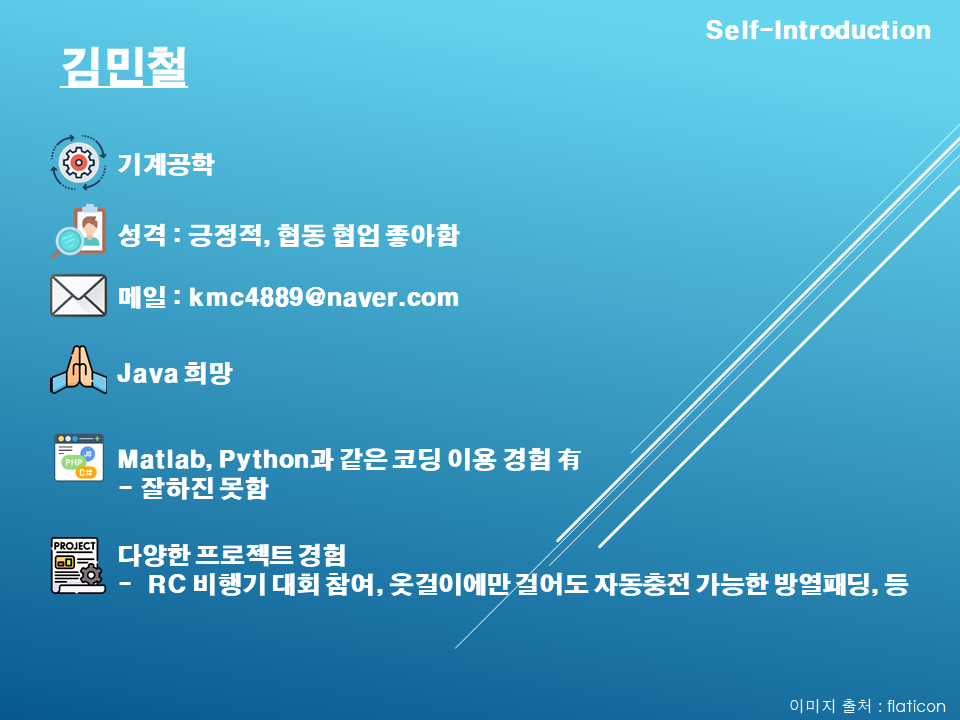 Self-Introduction
김민철
기계공학
성격 : 긍정적, 협동 협업 좋아함
메일 : kmc4889@naver.com
Java 희망
JS
PHP
C#
Matlab, Python과 같은 코딩 이용 경험 有
- 잘하진 못함
PROJECT
다양한 프로젝트 경험
- RC 비행기 대회 참여, 옷걸이에만 걸어도 자동충전 가능한 방열패딩, 등
이미지 출처 : flaticon